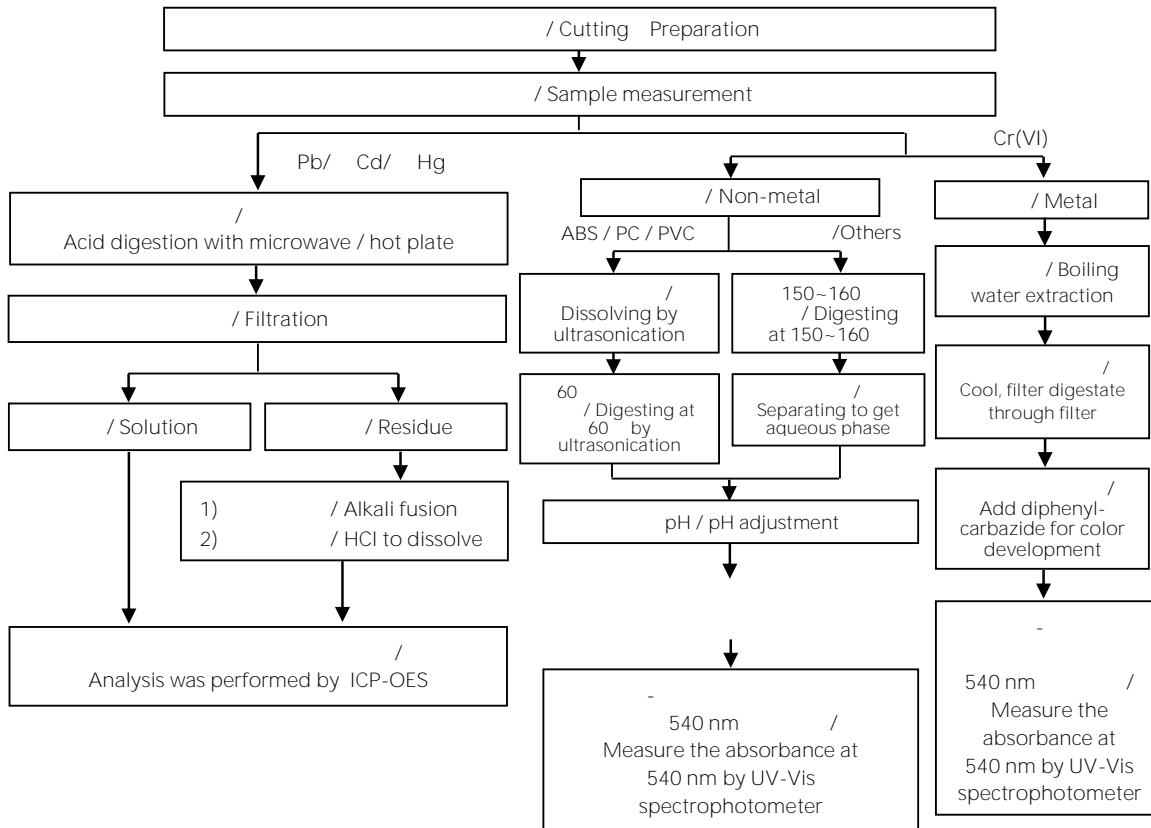 / Cutting Preparation
/ Sample measurement
Cr(VI)
Pb/ Cd/ Hg
/
Acid digestion with microwave / hot plate
/ Filtration
/ Solution
/ Residue
1) / Alkali fusion
2) / HCl to dissolve
/
Analysis was performed by ICP-OES
/ Non-metal
ABS / PC / PVC
/Others
/
Dissolving by
ultrasonication
60
/ Digesting at
60 by
ultrasonication
150~160
/ Digesting
at 150~160
/
Separating to get
aqueous phase
pH / pH adjustment
-
540 nm /
Measure the absorbance at
540 nm by UV-Vis
spectrophotometer
/ Metal
/ Boiling
water extraction
/
Cool, filter digestate
through filter
/
Add diphenyl-
carbazide for color
development
-
540 nm /
Measure the
absorbance at
540 nm by UV-Vis
spectrophotometer